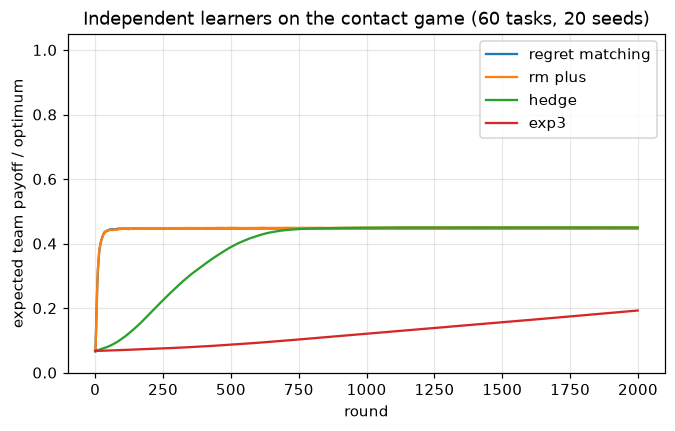 Independent learners on the contact game (60 tasks, 20 seeds)
expected team payoff / optimum
1.0
0.8
0.6
0.4
0.2
0.0
regret matching
rm plus
hedge
exp3
0 250 500 750 1000 1250 1500 1750 2000
round